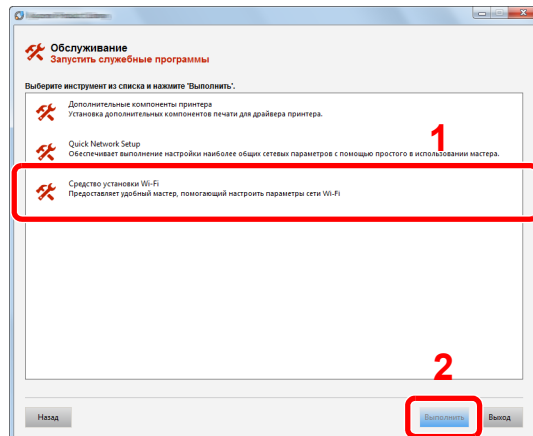 Обслуживание
Запустить служебные программы
Выберите инструмент из списка и нажмите 'Выполнить'.
Дополнительные компоненты принтера
Установка дополнительных компонентов печати для драйвера принтера.
1
Quick Network Setup
Обеспечивает выполнение настройки наиболее общих сетевых параметров с помощью простого в использовании мастера.
Средство установки Wi-Fi
Предоставляет удобный мастер, помогающий настроить параметры сети Wi-Fi
2
Назад
Выполнить
Выход